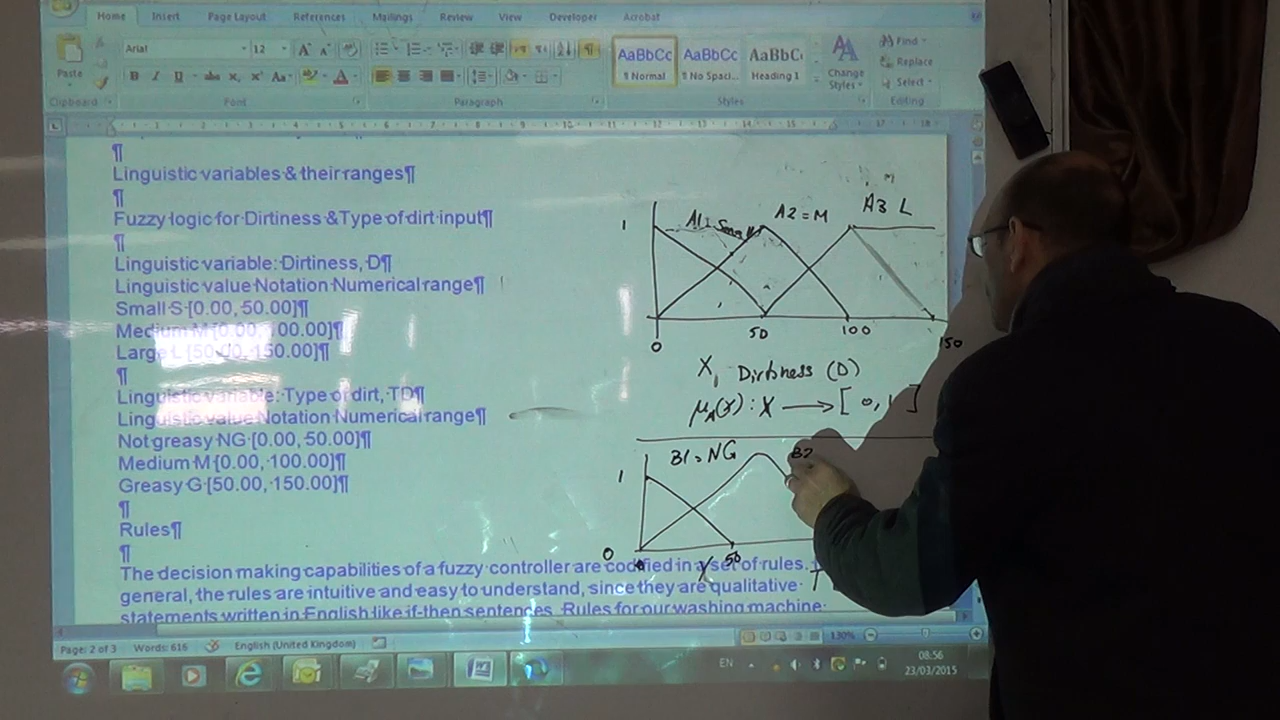 Home Insert Page Layout References Mailings Review View Developer Acrobat
Paste
Arial 12
AaBbCc AaBbCc AaBbCc
¶ Normal ¶ No Spaci... Heading 1
Change Styles
Find
Replace
Select
Clipboard Font Paragraph Styles Editing
¶
Linguistic variables & their ranges¶
¶
Fuzzy logic for Dirtiness &Type of dirt input¶
¶
Linguistic variable: Dirtiness, D¶
Linguistic value Notation Numerical range¶
Small S [0.00, 50.00]¶
Medium M [0.00, 100.00]¶
Large L [50.00, 150.00]¶
¶
Linguistic variable: Type of dirt, TD¶
Linguistic value Notation Numerical range¶
Not greasy NG [0.00, 50.00]¶
Medium M [0.00, 100.00]¶
Greasy G [50.00, 150.00]¶
¶
Rules¶
¶
The decision making capabilities of a fuzzy controller are codified in a set of rules.
general, the rules are intuitive and easy to understand, since they are qualitative
statements written in English like if-then sentences. Rules for our washing machine
A1: Small A2 = M A3 L
1
0 50 100 150
X, Dirtiness (D)
μA(x) : X → [0, 1]
B1 = NG B2
1
0 50
Page: 2 of 3 Words: 616 English (United Kingdom) 130%
EN 08:56
23/03/2015